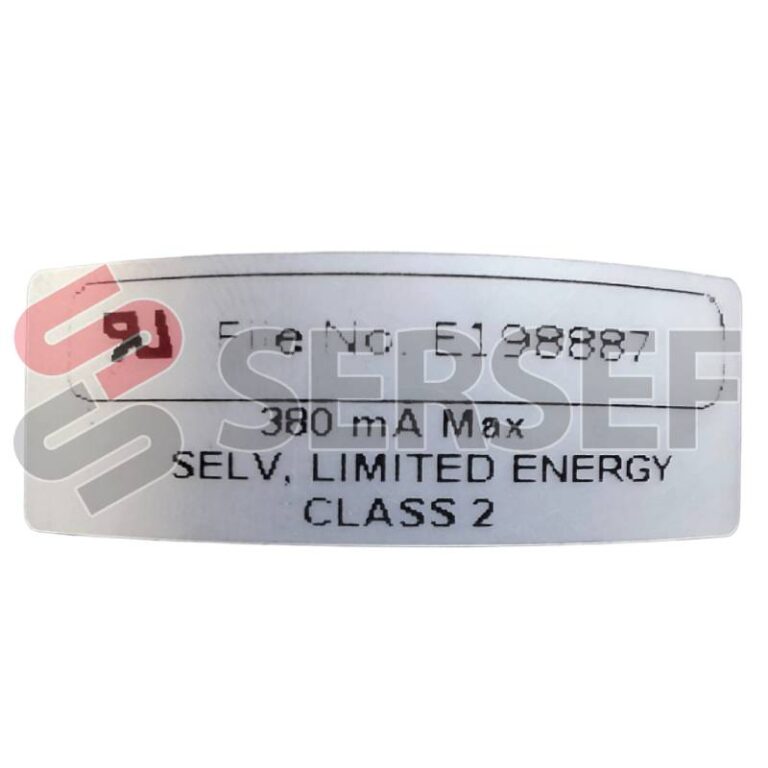 File No. E198887
380 mA Max
SELV, LIMITED ENERGY
CLASS 2
SERSEF